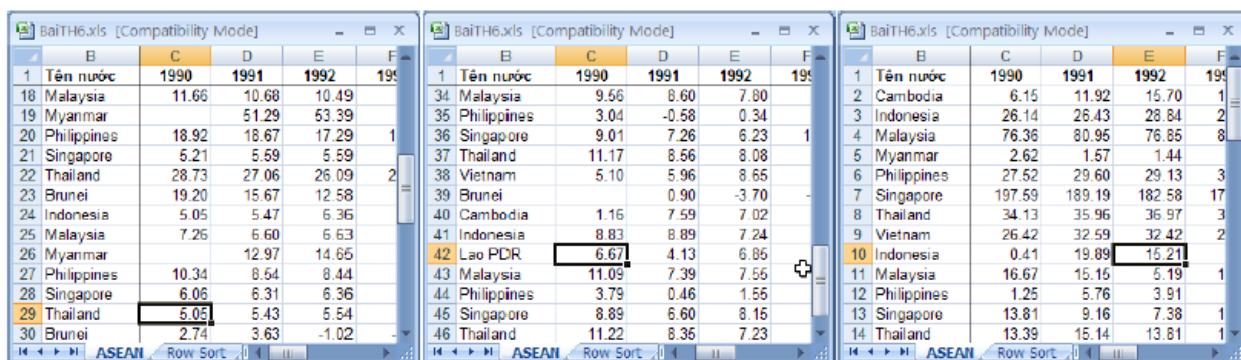 BaiTH6.xls [Compatibility Mode]
B C D E F
1 Tên nước 1990 1991 1992 199
18 Malaysia 11.66 10.68 10.49
19 Myanmar 51.29 53.39
20 Philippines 18.92 18.67 17.29 1
21 Singapore 5.21 5.59 5.59
22 Thailand 28.73 27.06 26.09 2
23 Brunei 19.20 15.67 12.58
24 Indonesia 5.05 5.47 6.36
25 Malaysia 7.26 6.60 6.63
26 Myanmar 12.97 14.65
27 Philippines 10.34 8.54 8.44
28 Singapore 6.06 6.31 6.36
29 Thailand 5.05 5.43 5.54
30 Brunei 2.74 3.63 -1.02 -
ASEAN Row Sort
BaiTH6.xls [Compatibility Mode]
B C D E F
1 Tên nước 1990 1991 1992 199
34 Malaysia 9.56 8.60 7.80
35 Philippines 3.04 -0.58 0.34
36 Singapore 9.01 7.26 6.23 1
37 Thailand 11.17 8.56 8.08
38 Vietnam 5.10 5.96 8.65
39 Brunei 0.90 -3.70 -
40 Cambodia 1.16 7.59 7.02
41 Indonesia 8.83 8.89 7.24
42 Lao PDR 6.67 4.13 6.85
43 Malaysia 11.09 7.39 7.55
44 Philippines 3.79 0.46 1.55
45 Singapore 8.89 6.60 8.15
46 Thailand 11.22 8.35 7.23
ASEAN Row Sort
BaiTH6.xls [Compatibility Mode]
B C D E F
1 Tên nước 1990 1991 1992 199
2 Cambodia 6.15 11.92 15.70 1
3 Indonesia 26.14 26.43 28.84 2
4 Malaysia 76.36 80.95 76.85 8
5 Myanmar 2.62 1.57 1.44
6 Philippines 27.52 29.60 29.13 3
7 Singapore 197.59 189.19 182.58 17
8 Thailand 34.13 35.96 36.97 3
9 Vietnam 26.42 32.59 32.42 2
10 Indonesia 0.41 19.89 15.21
11 Malaysia 16.67 15.15 5.19 1
12 Philippines 1.25 5.76 3.91
13 Singapore 13.81 9.16 7.38 1
14 Thailand 13.39 15.14 13.81 1
ASEAN Row Sort